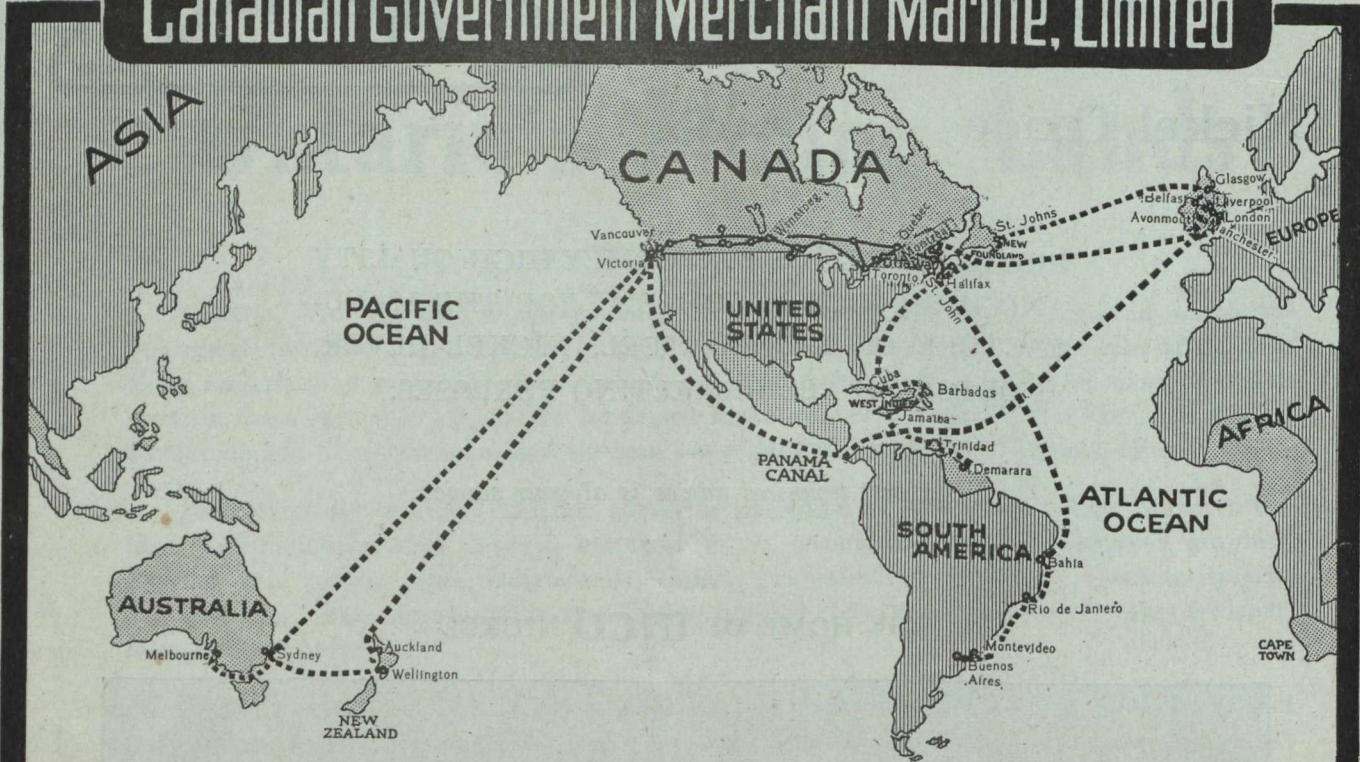 Canadian Government Merchant Marine, Limited
ASIA
CANADA
Glasgow
Belfast
Liverpool
Avonmouth
London
Manchester
EUROPE
St. Johns
NEW
FOUNDLAND
Quebec
Montreal
Winnipeg
Vancouver
Victoria
Toronto
Halifax
St. John
PACIFIC
OCEAN
UNITED
STATES
Cuba
Barbados
WEST INDIES
Jamaica
Trinidad
Demarara
PANAMA
CANAL
AFRICA
ATLANTIC
OCEAN
SOUTH
AMERICA
Bahia
Rio de Janiero
AUSTRALIA
Melbourne
Sydney
Auckland
Wellington
NEW
ZEALAND
Montevideo
Buenos
Aires
CAPE
TOWN